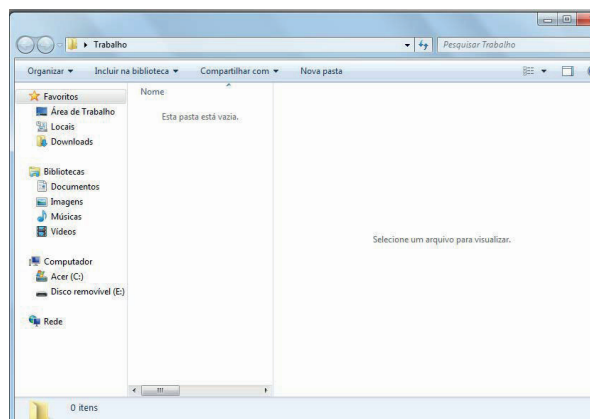 Trabalho
Pesquisar Trabalho
Organizar Incluir na biblioteca Compartilhar com Nova pasta
Favoritos
Área de Trabalho
Locais
Downloads
Bibliotecas
Documentos
Imagens
Músicas
Vídeos
Computador
Acer (C:)
Disco removível (E:)
Rede
Nome
Esta pasta está vazia.
Selecione um arquivo para visualizar.
0 itens